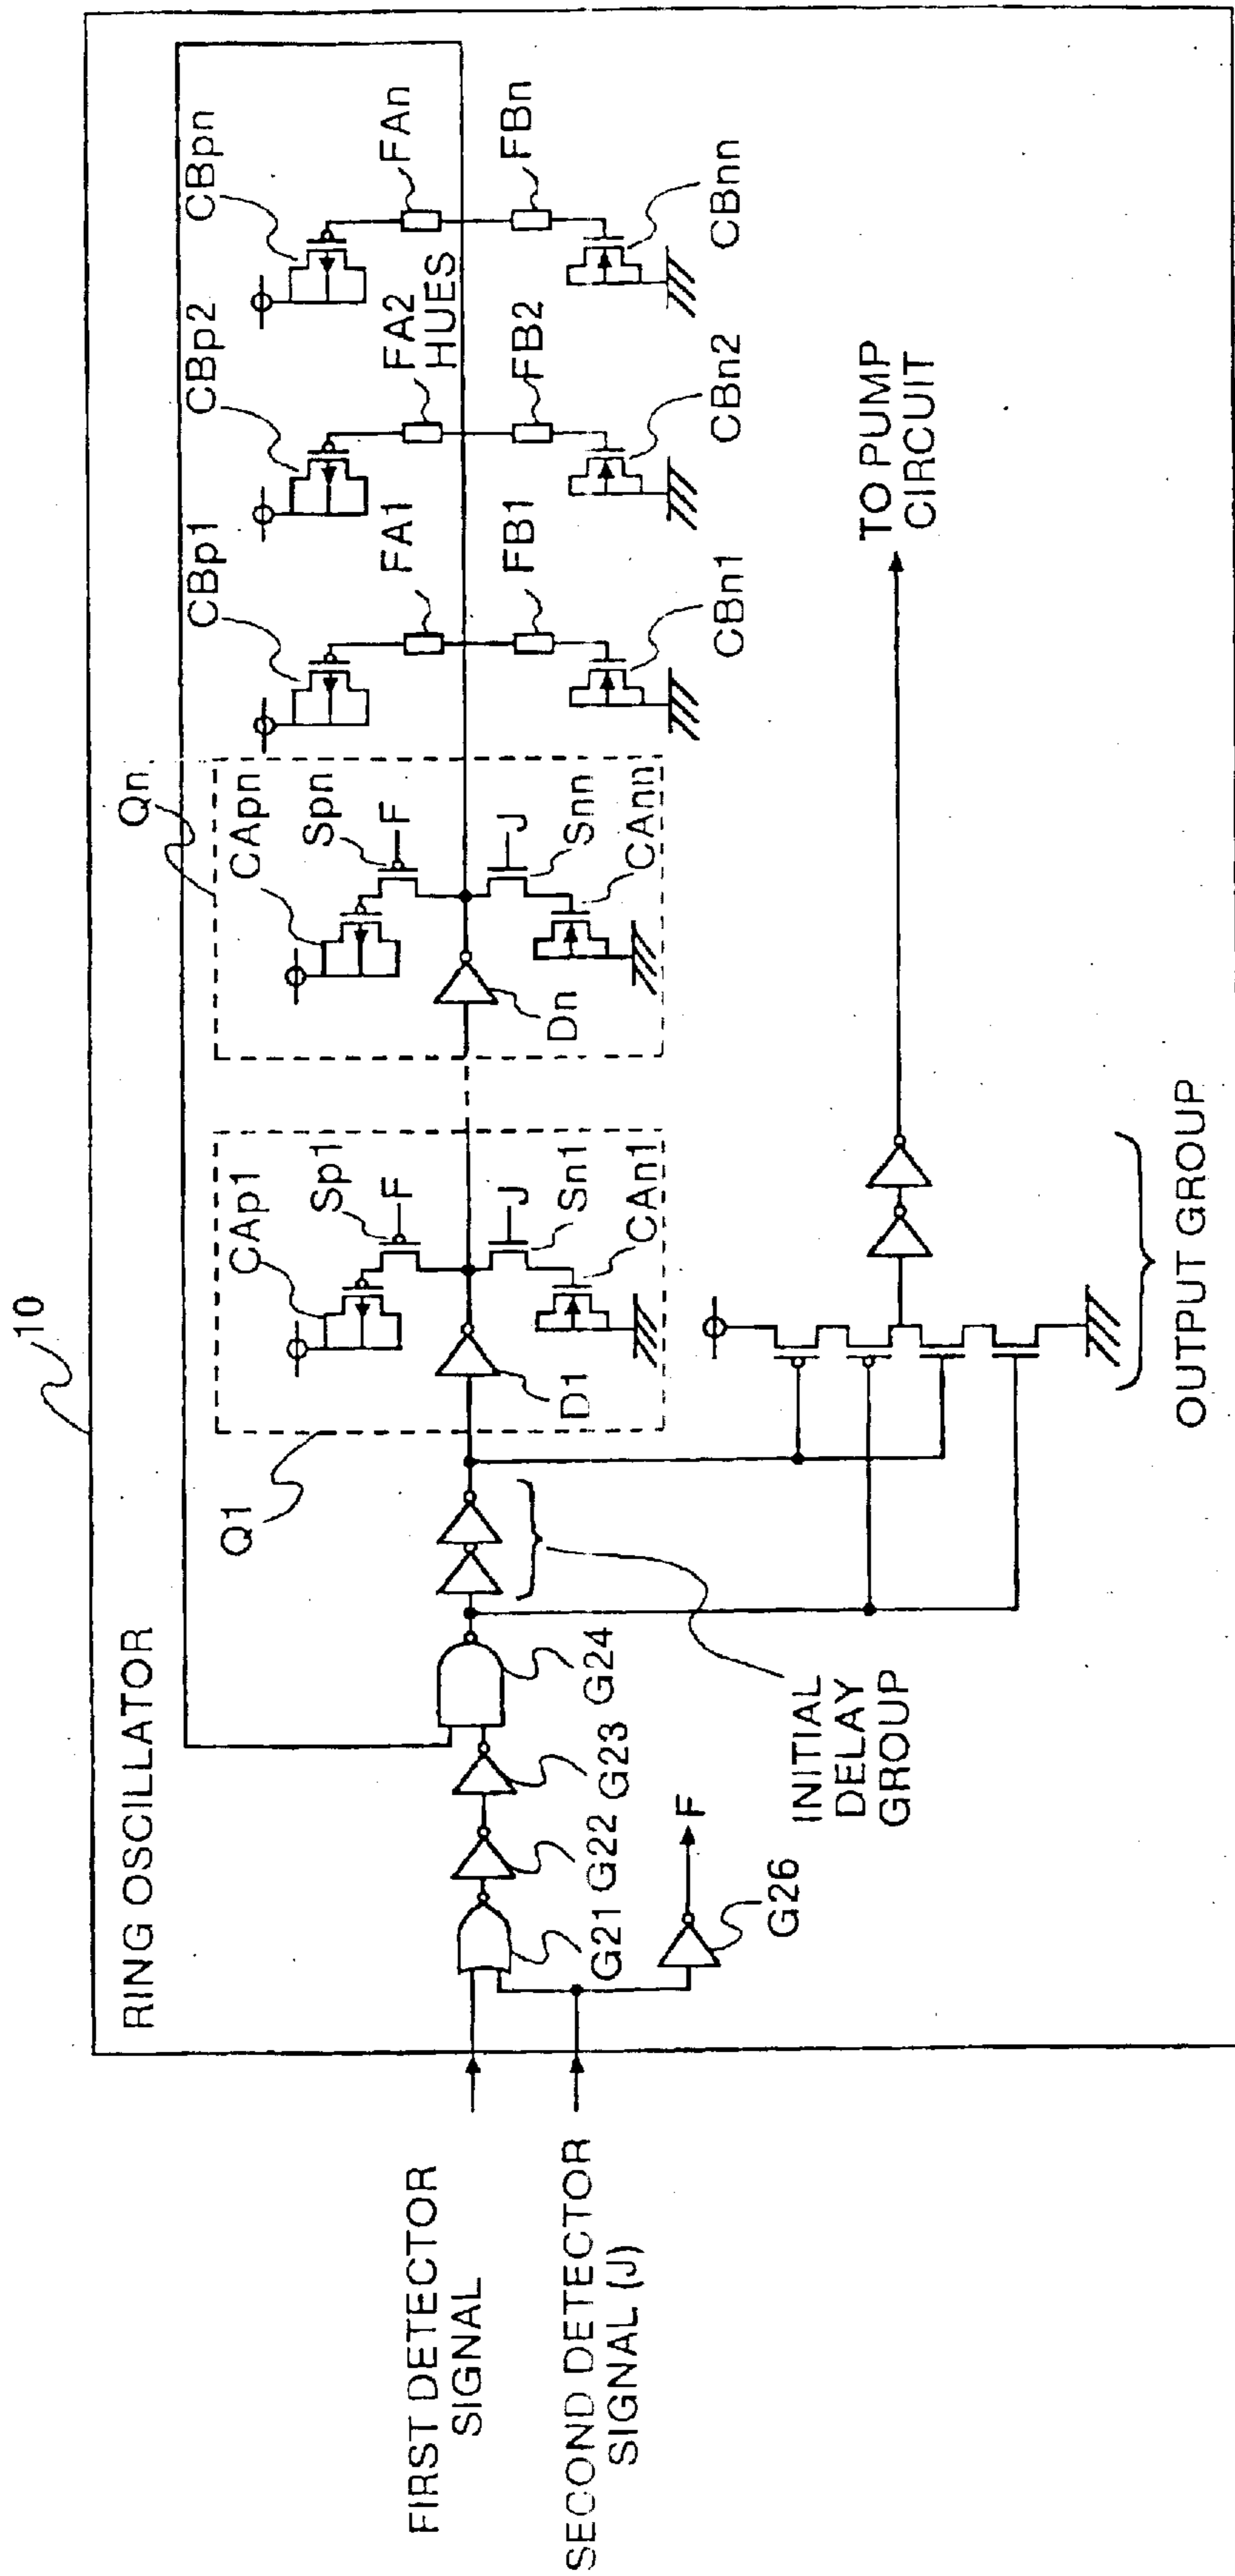 10
RING OSCILLATOR
Q1
Qn
CAp1
Sp1
F
J
Sn1
CAn1
D1
CApn
Spn
F
J
Snn
CAnn
Dn
CBp1
CBp2
CBpn
FA1
FA2
HUES
FAn
FB1
FB2
FBn
CBn1
CBn2
CBnn
FIRST DETECTOR
SIGNAL
SECOND DETECTOR
SIGNAL (J)
G21
G22
G23
G24
G26
F
INITIAL
DELAY
GROUP
OUTPUT GROUP
TO PUMP
CIRCUIT